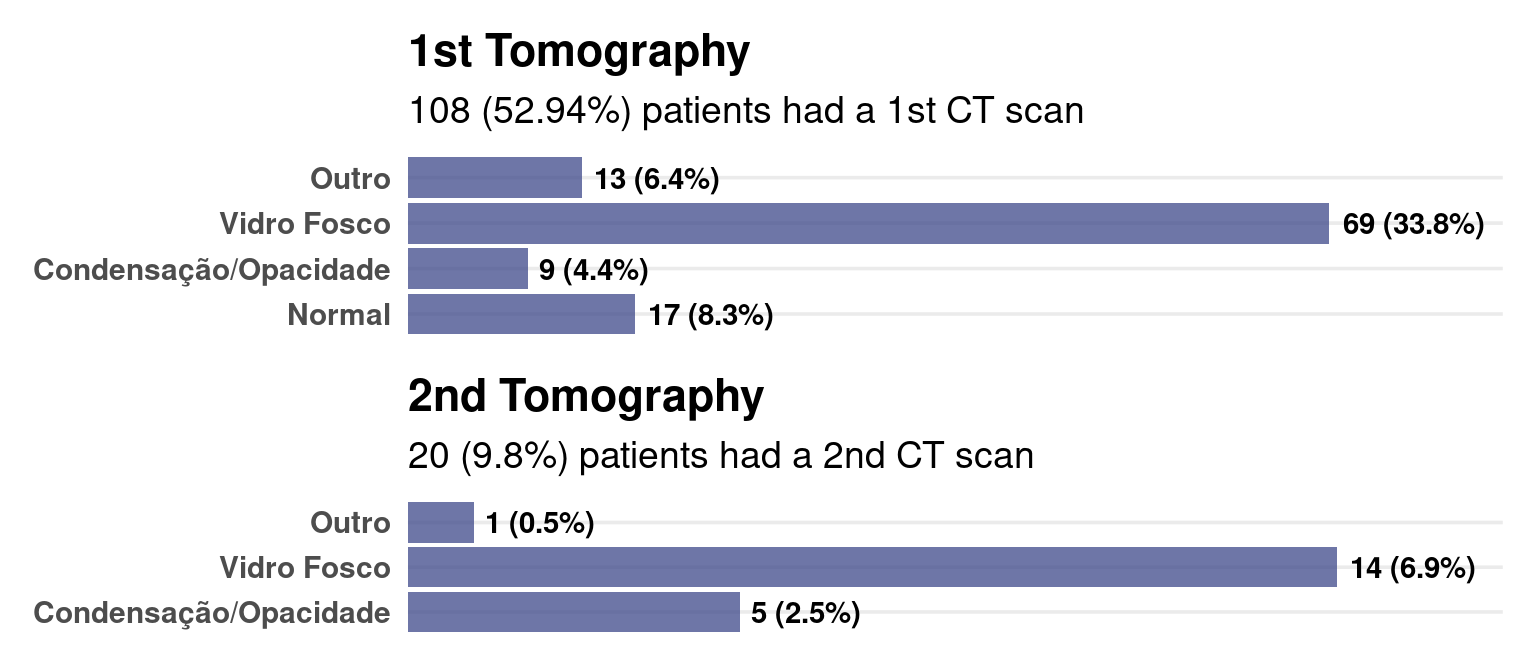 1st Tomography
108 (52.94%) patients had a 1st CT scan
Outro 13 (6.4%)
Vidro Fosco 69 (33.8%)
Condensação/Opacidade 9 (4.4%)
Normal 17 (8.3%)
2nd Tomography
20 (9.8%) patients had a 2nd CT scan
Outro 1 (0.5%)
Vidro Fosco 14 (6.9%)
Condensação/Opacidade 5 (2.5%)